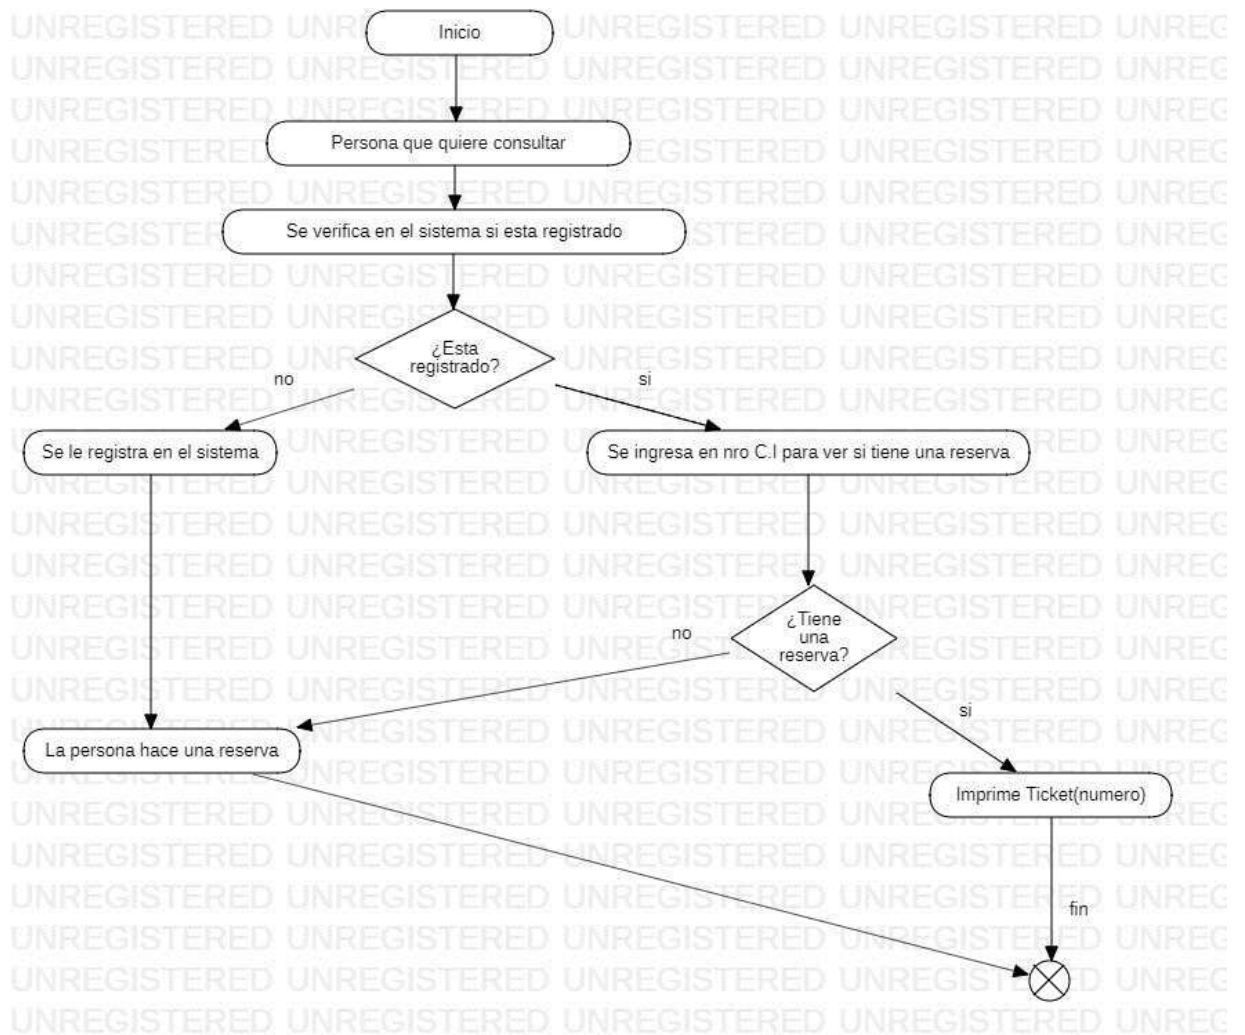 UNREGISTERED UNREGISTERED UNREGISTERED UNREGISTERED UNREG
Inicio
Persona que quiere consultar
Se verifica en el sistema si esta registrado
¿Esta
registrado?
no
si
Se le registra en el sistema
Se ingresa en nro C.I para ver si tiene una reserva
¿Tiene
una
reserva?
no
si
La persona hace una reserva
Imprime Ticket(numero)
fin